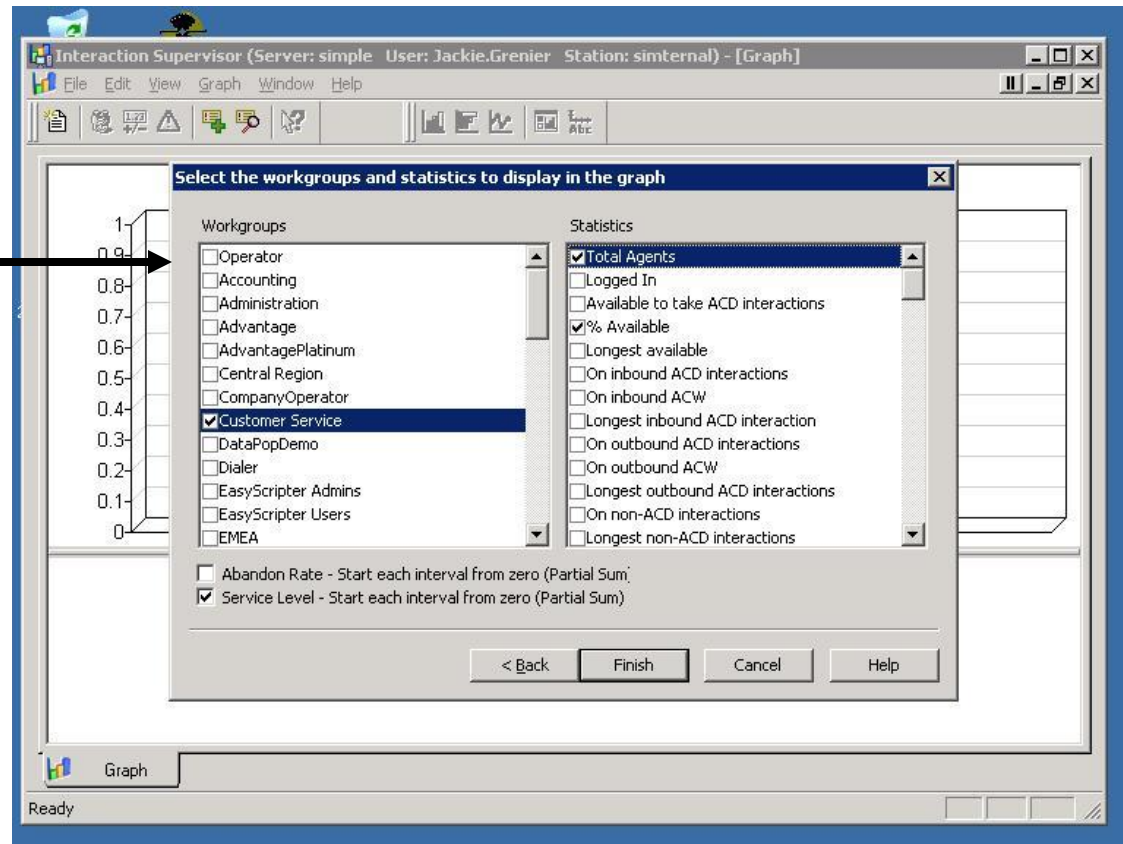 Interaction Supervisor (Server: simple User: Jackie.Grenier Station: simternal) - [Graph]
File Edit View Graph Window Help
Select the workgroups and statistics to display in the graph
Workgroups
Operator
Accounting
Administration
Advantage
AdvantagePlatinum
Central Region
CompanyOperator
Customer Service
DataPopDemo
Dialer
EasyScripter Admins
EasyScripter Users
EMEA
Statistics
Total Agents
Logged In
Available to take ACD interactions
% Available
Longest available
On inbound ACD interactions
On inbound ACW
Longest inbound ACD interaction
On outbound ACD interactions
On outbound ACW
Longest outbound ACD interactions
On non-ACD interactions
Longest non-ACD interactions
Abandon Rate - Start each interval from zero (Partial Sum)
Service Level - Start each interval from zero (Partial Sum)
< Back Finish Cancel Help
1
0.9
0.8
0.7
0.6
0.5
0.4
0.3
0.2
0.1
0
Graph
Ready